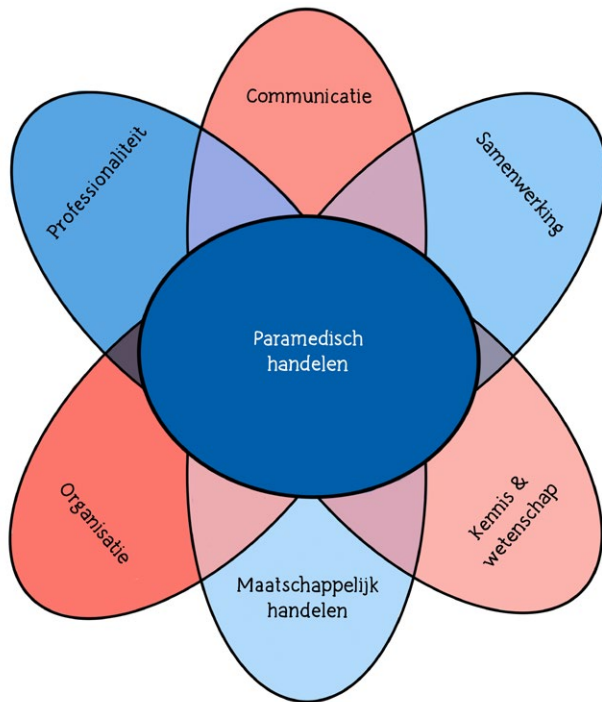 Communicatie
Professionaliteit
Samenwerking
Paramedisch
handelen
Organisatie
Kennis &
wetenschap
Maatschappelijk
handelen